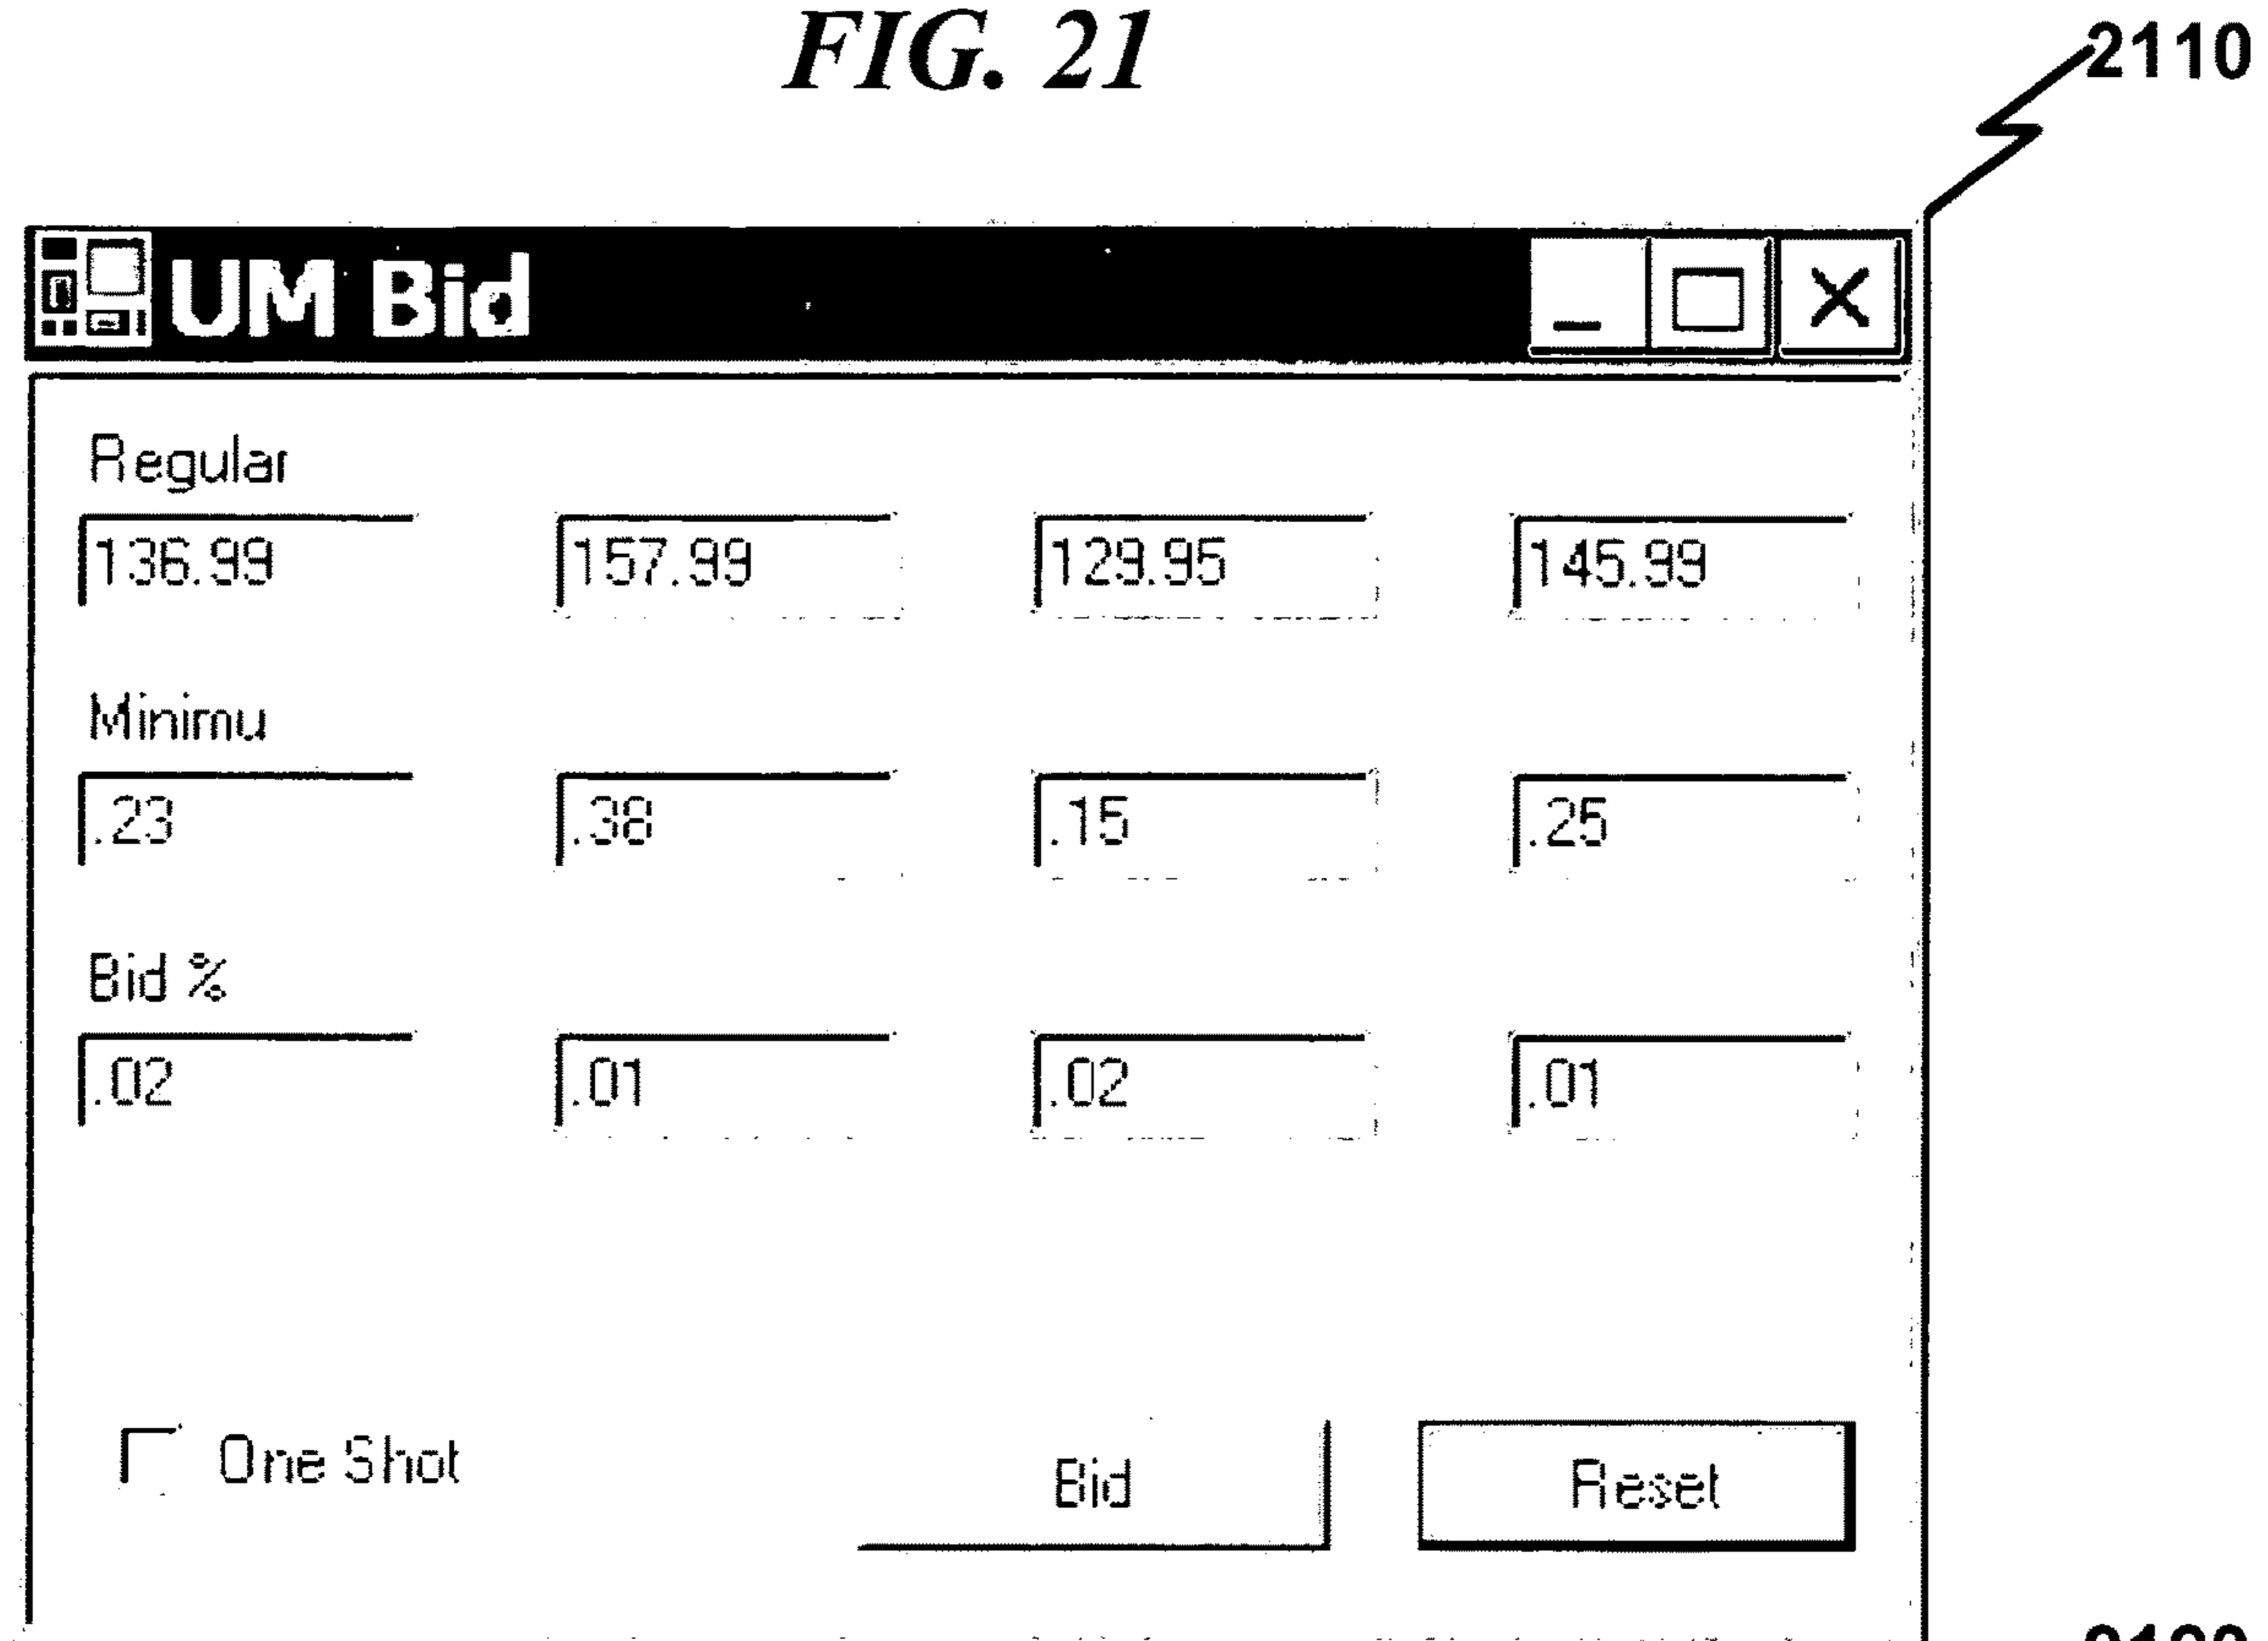 FIG. 21
2110
UM Bid
Regular
136.99 157.99 129.95 145.99
Minimu
.23 .38 .15 .25
Bid %
.02 .01 .02 .01
One Shot Bid Reset